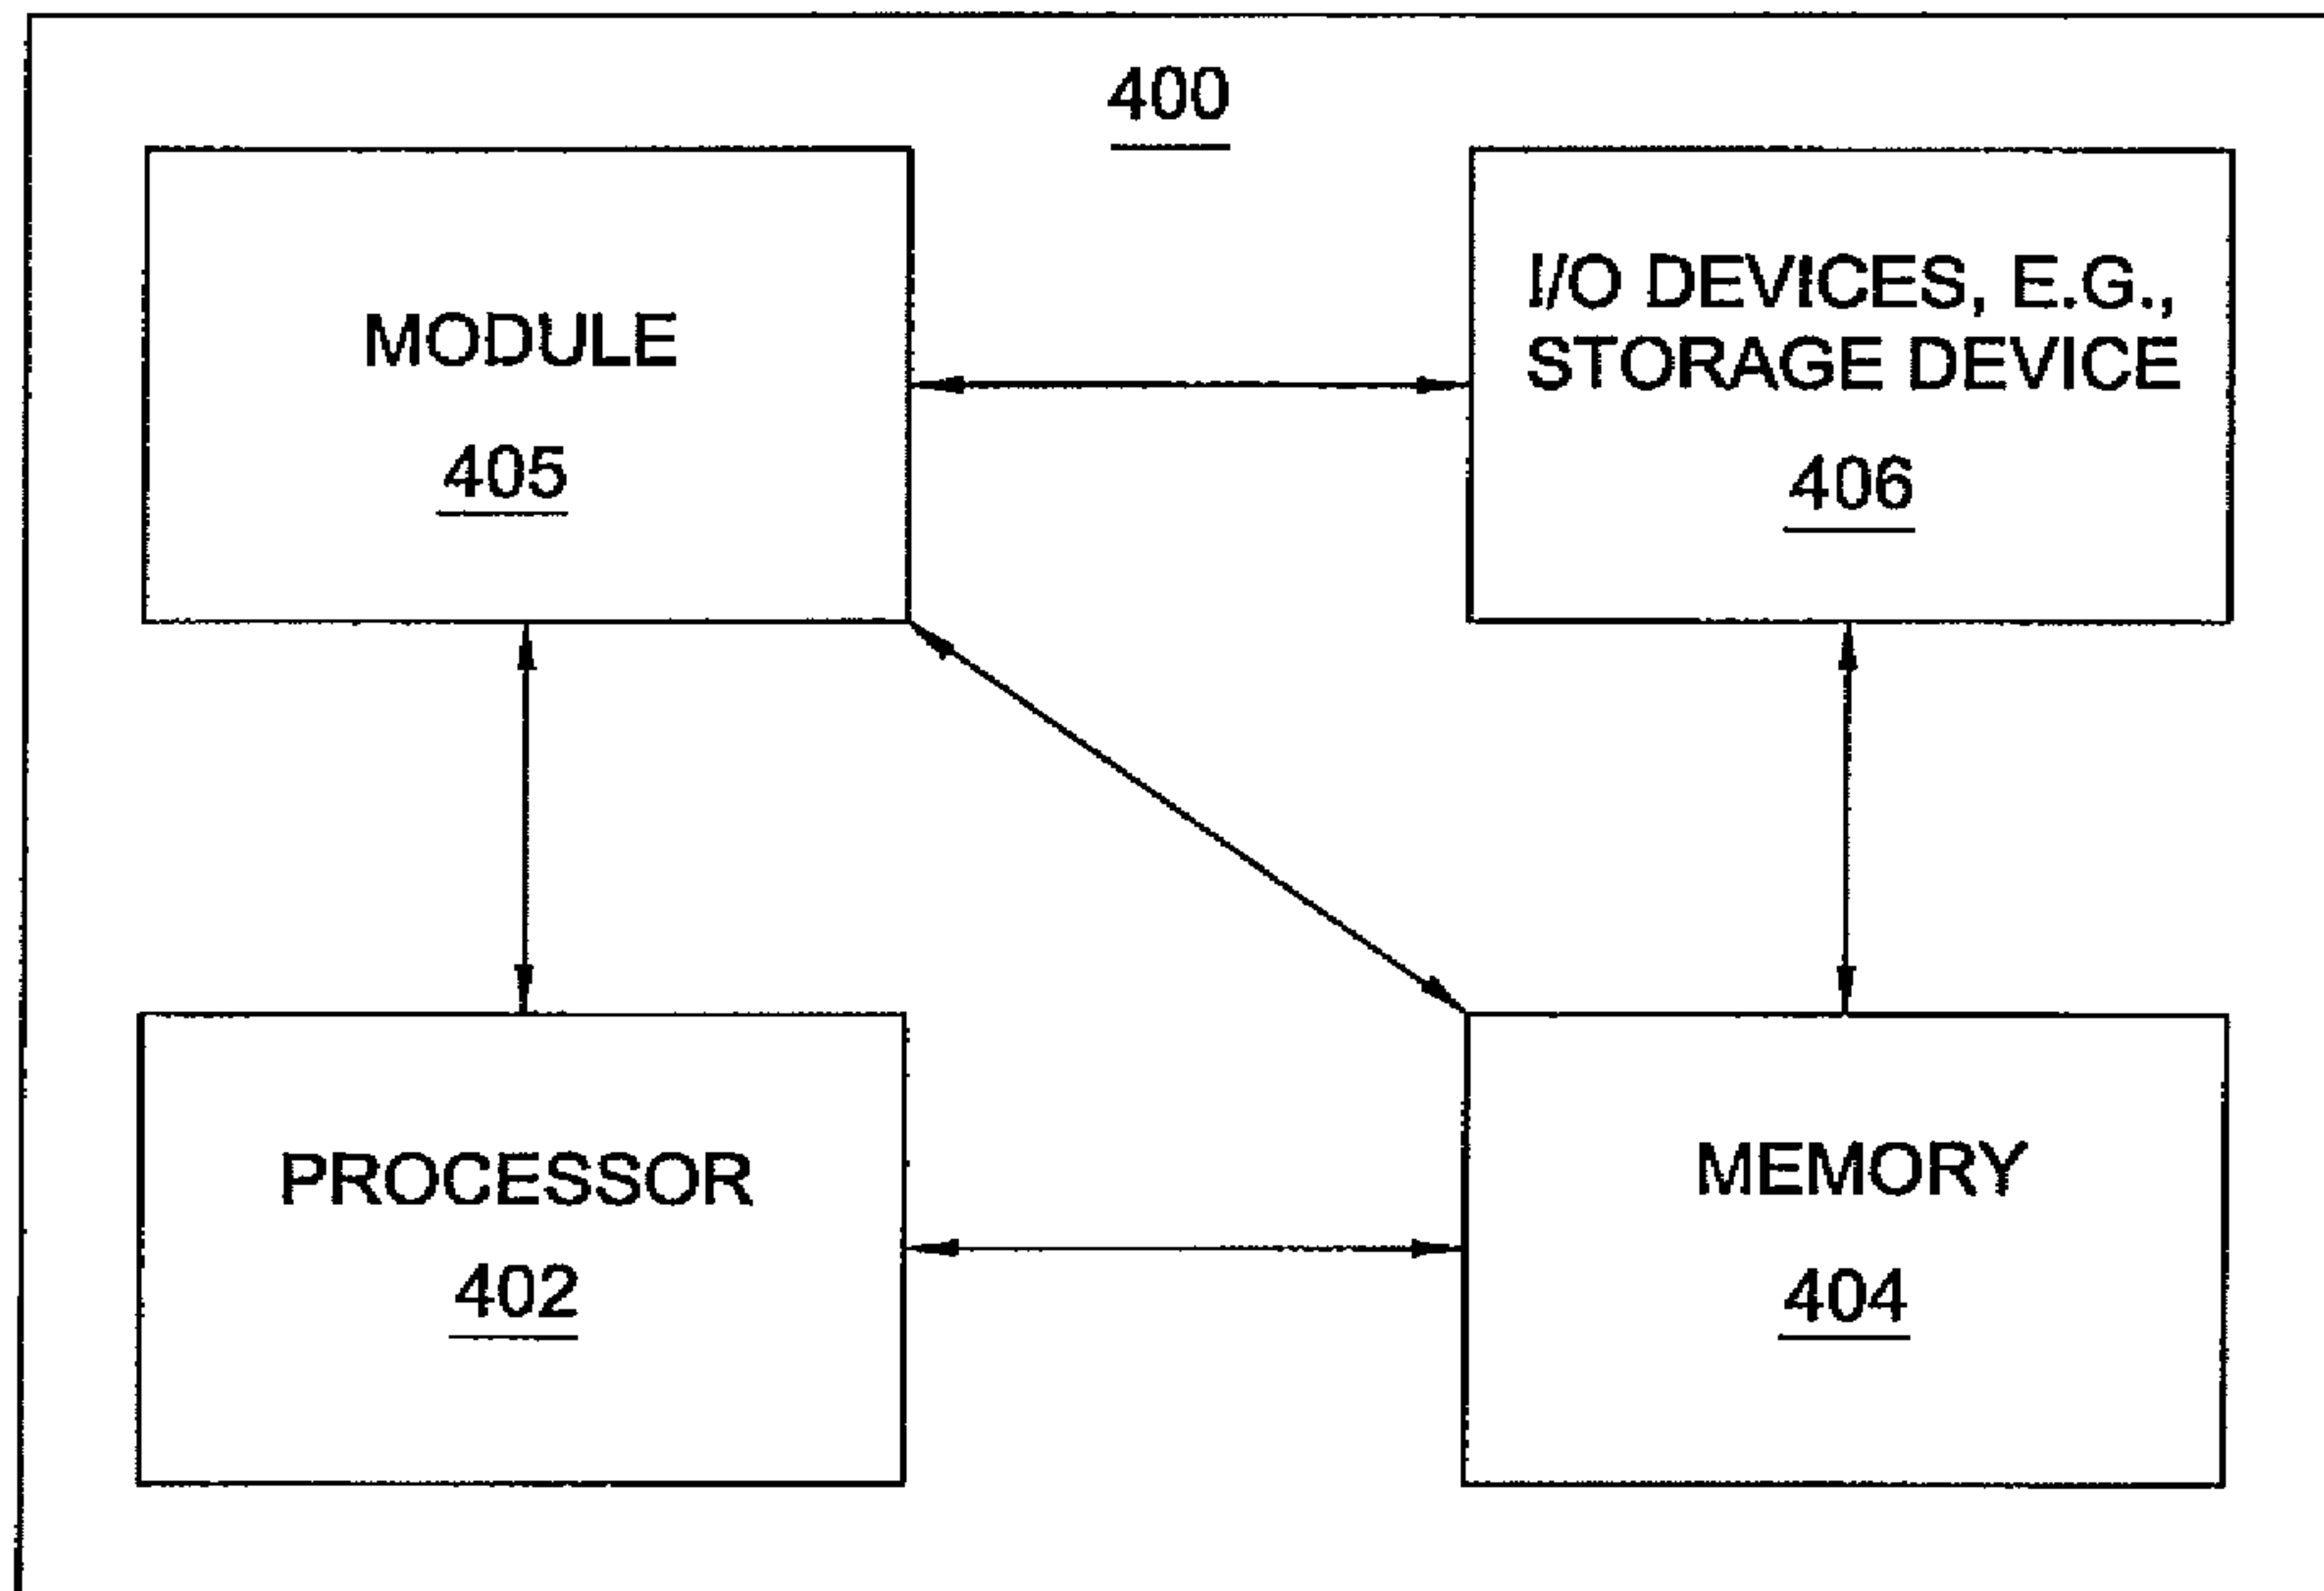 400
MODULE
405
I/O DEVICES, E.G.,
STORAGE DEVICE
406
PROCESSOR
402
MEMORY
404